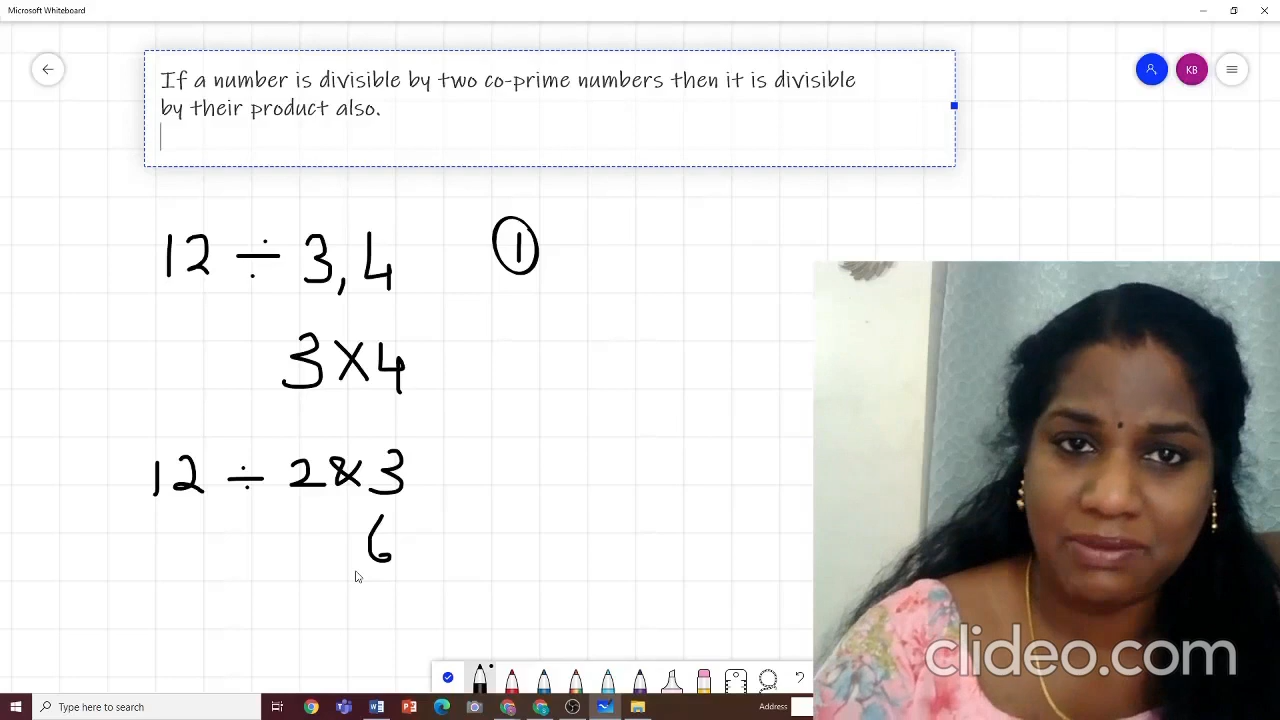 Microsoft Whiteboard
If a number is divisible by two co-prime numbers then it is divisible
by their product also.
KB
12 ÷ 3, 4
1
3 × 4
12 ÷ 2 & 3
6
clideo.com
Type here to search
Address